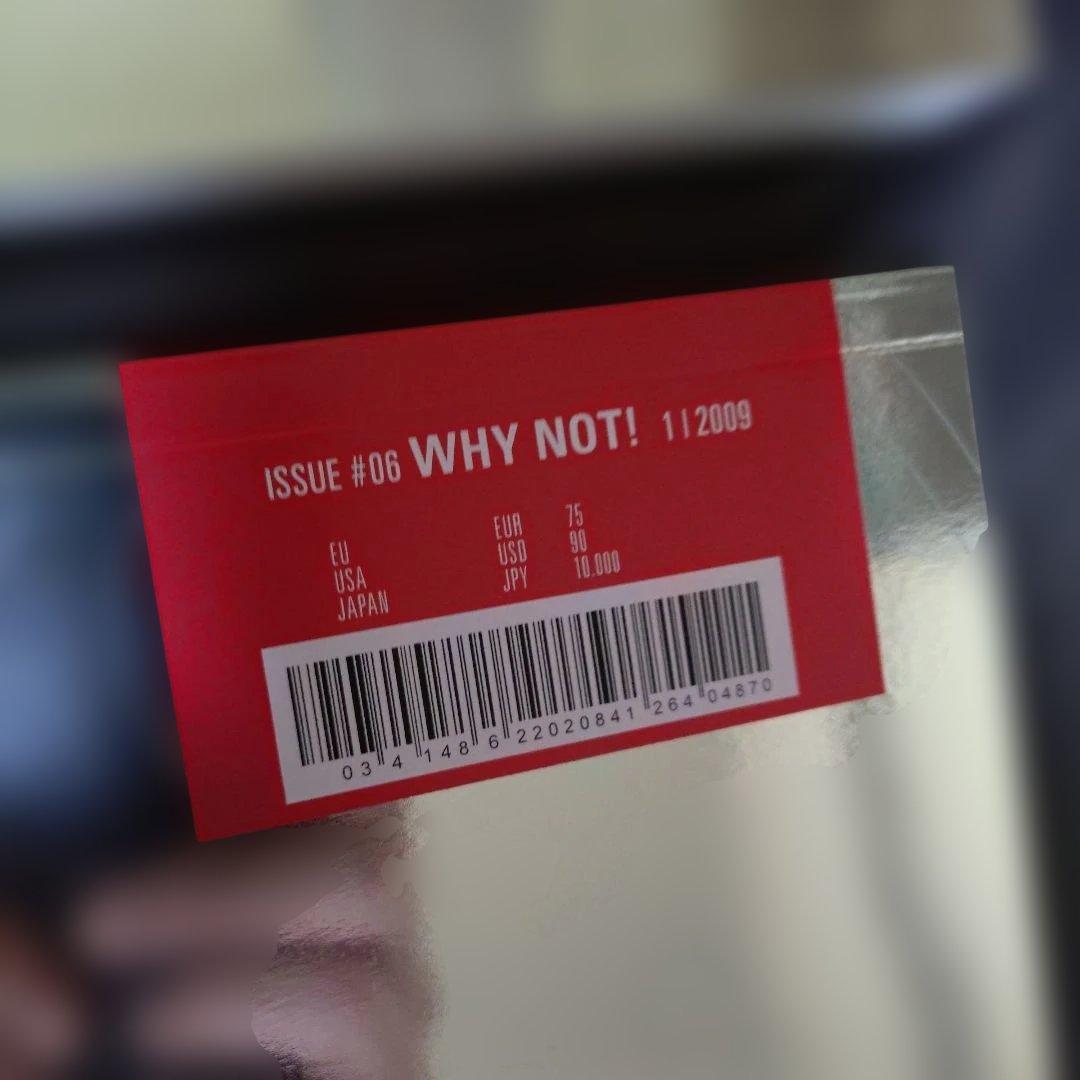 ISSUE #06 WHY NOT! 1 | 2009
EU EUR 75
USA USD 90
JAPAN JPY 10.000
03 4 148 6 22020841 264 04870